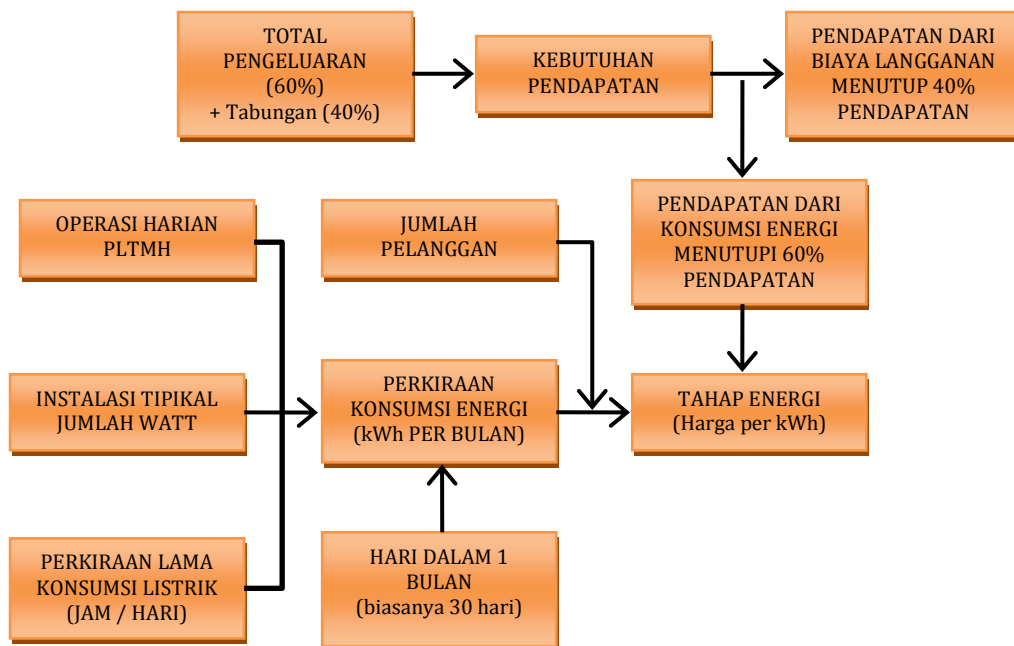 TOTAL
PENGELUARAN
(60%)
+ Tabungan (40%)
KEBUTUHAN
PENDAPATAN
PENDAPATAN DARI
BIAYA LANGGANAN
MENUTUP 40%
PENDAPATAN
OPERASI HARIAN
PLTMH
JUMLAH
PELANGGAN
PENDAPATAN DARI
KONSUMSI ENERGI
MENUTUPI 60%
PENDAPATAN
INSTALASI TIPIKAL
JUMLAH WATT
PERKIRAAN
KONSUMSI ENERGI
(kWh PER BULAN)
TAHAP ENERGI
(Harga per kWh)
PERKIRAAN LAMA
KONSUMSI LISTRIK
(JAM / HARI)
HARI DALAM 1
BULAN
(biasanya 30 hari)